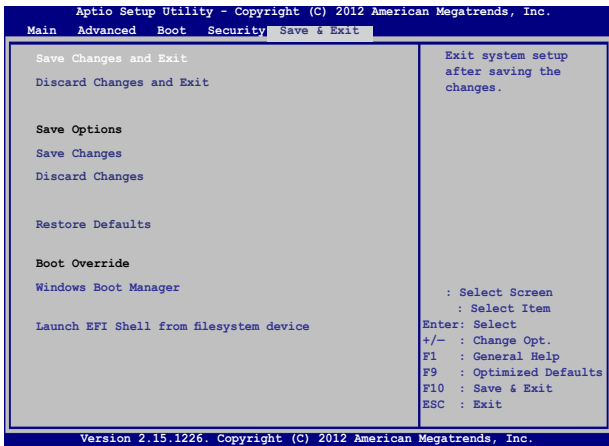 Aptio Setup Utility - Copyright (C) 2012 American Megatrends, Inc.
Main Advanced Boot Security Save & Exit
Save Changes and Exit
Discard Changes and Exit
Save Options
Save Changes
Discard Changes
Restore Defaults
Boot Override
Windows Boot Manager
Launch EFI Shell from filesystem device
Exit system setup
after saving the
changes.
: Select Screen
: Select Item
Enter: Select
+/— : Change Opt.
F1 : General Help
F9 : Optimized Defaults
F10 : Save & Exit
ESC : Exit
Version 2.15.1226. Copyright (C) 2012 American Megatrends, Inc.